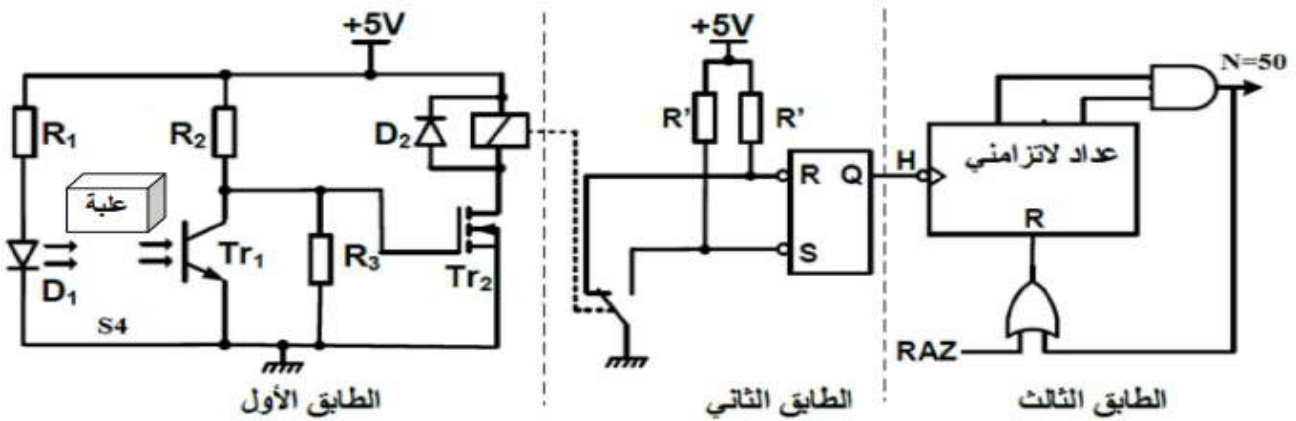 +5V
R1
R2
D2
علبة
Tr1
R3
Tr2
D1
S4
الطابق الأول
+5V
R’
R’
R
Q
S
الطابق الثاني
N=50
عداد لاتزامني
H
R
RAZ
الطابق الثالث